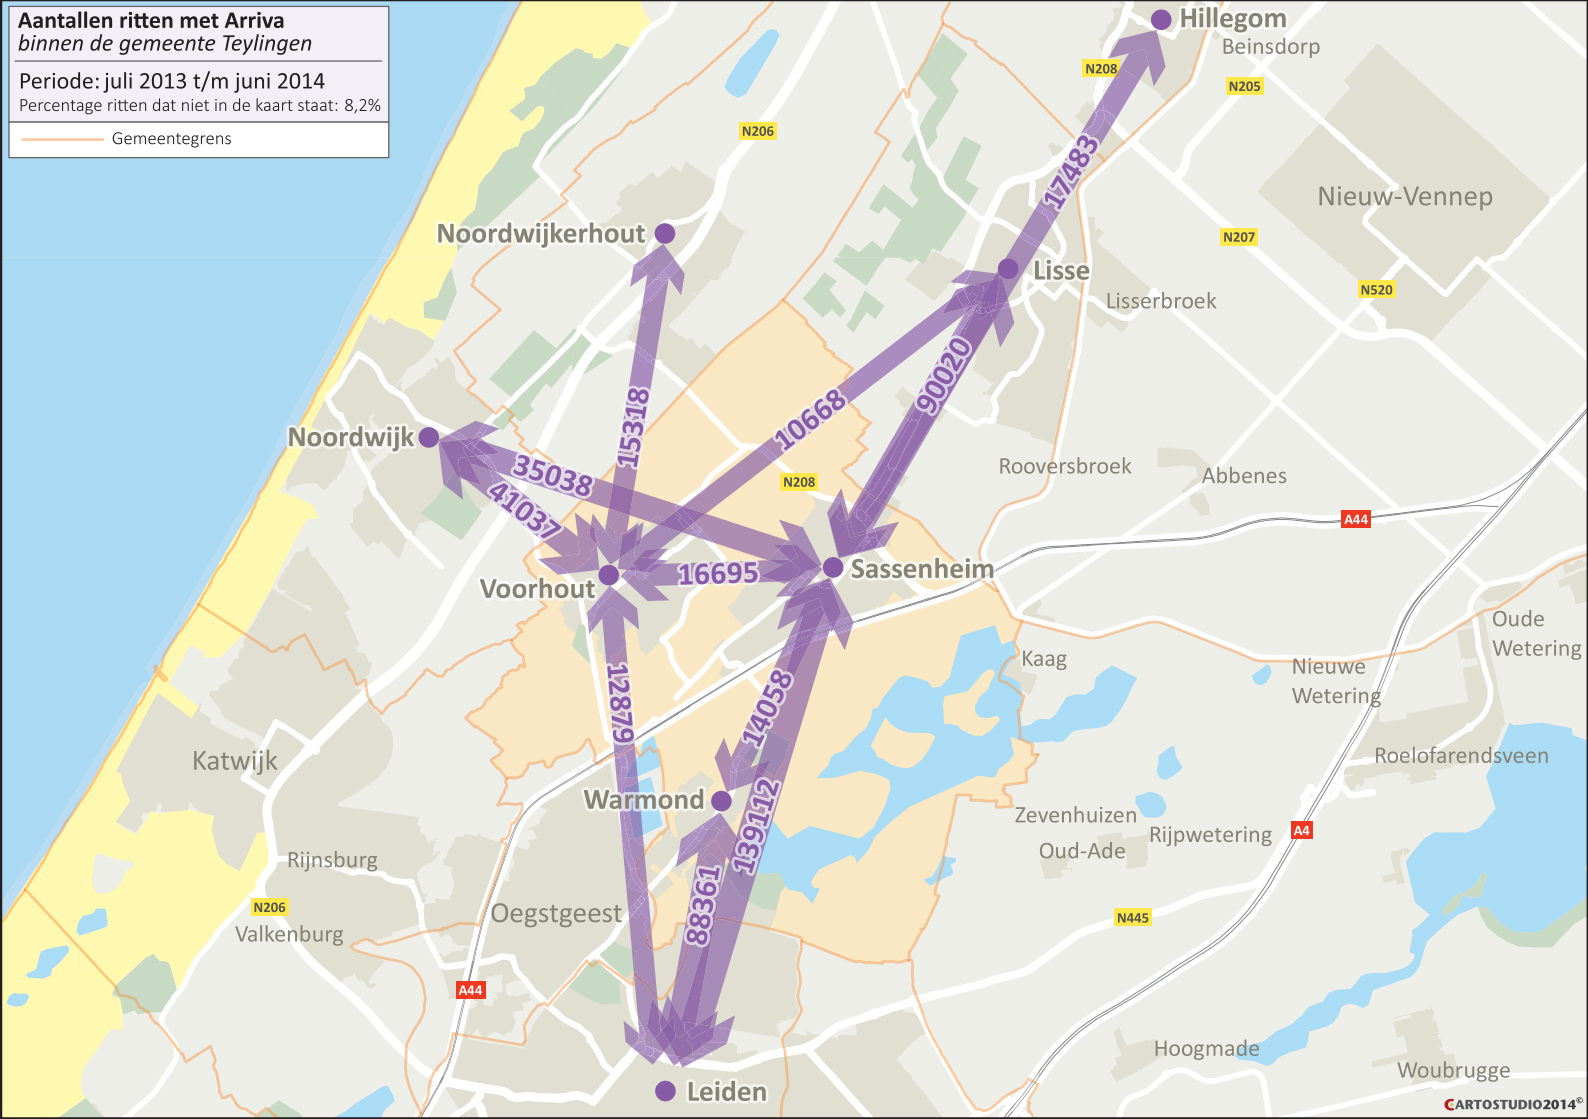 Aantallen ritten met Arriva
binnen de gemeente Teylingen
Periode: juli 2013 t/m juni 2014
Percentage ritten dat niet in de kaart staat: 8,2%
Gemeentegrens
Hillegom
Beinsdorp
N208
N205
N206
17483
Nieuw-Vennep
Noordwijkerhout
N207
Lisse
N520
Lisserbroek
90020
15318
10668
Noordwijk
35038
Rooversbroek
Abbenes
N208
41037
A44
16695
Sassenheim
Voorhout
Oude
Wetering
Kaag
Nieuwe
Wetering
12879
14058
Katwijk
Roelofarendsveen
Warmond
139112
Zevenhuizen
Rijpwetering
A4
Oud-Ade
Rijnsburg
88361
N206
Oegstgeest
N445
Valkenburg
A44
Hoogmade
Woubrugge
Leiden
CARTOSTUDIO2014©